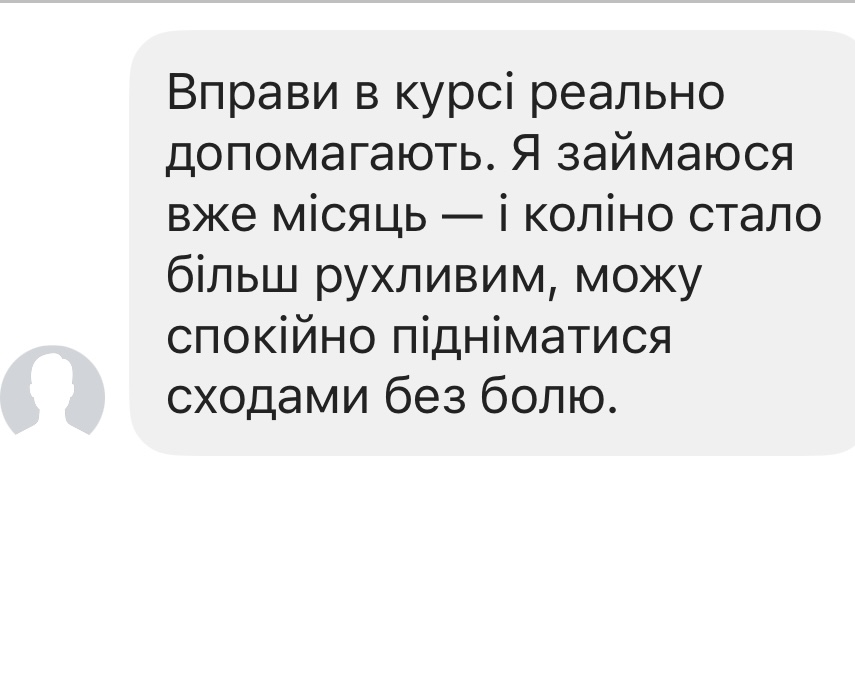 Вправи в курсі реально
допомагають. Я займаюся
вже місяць — і коліно стало
більш рухливим, можу
спокійно підніматися
сходами без болю.